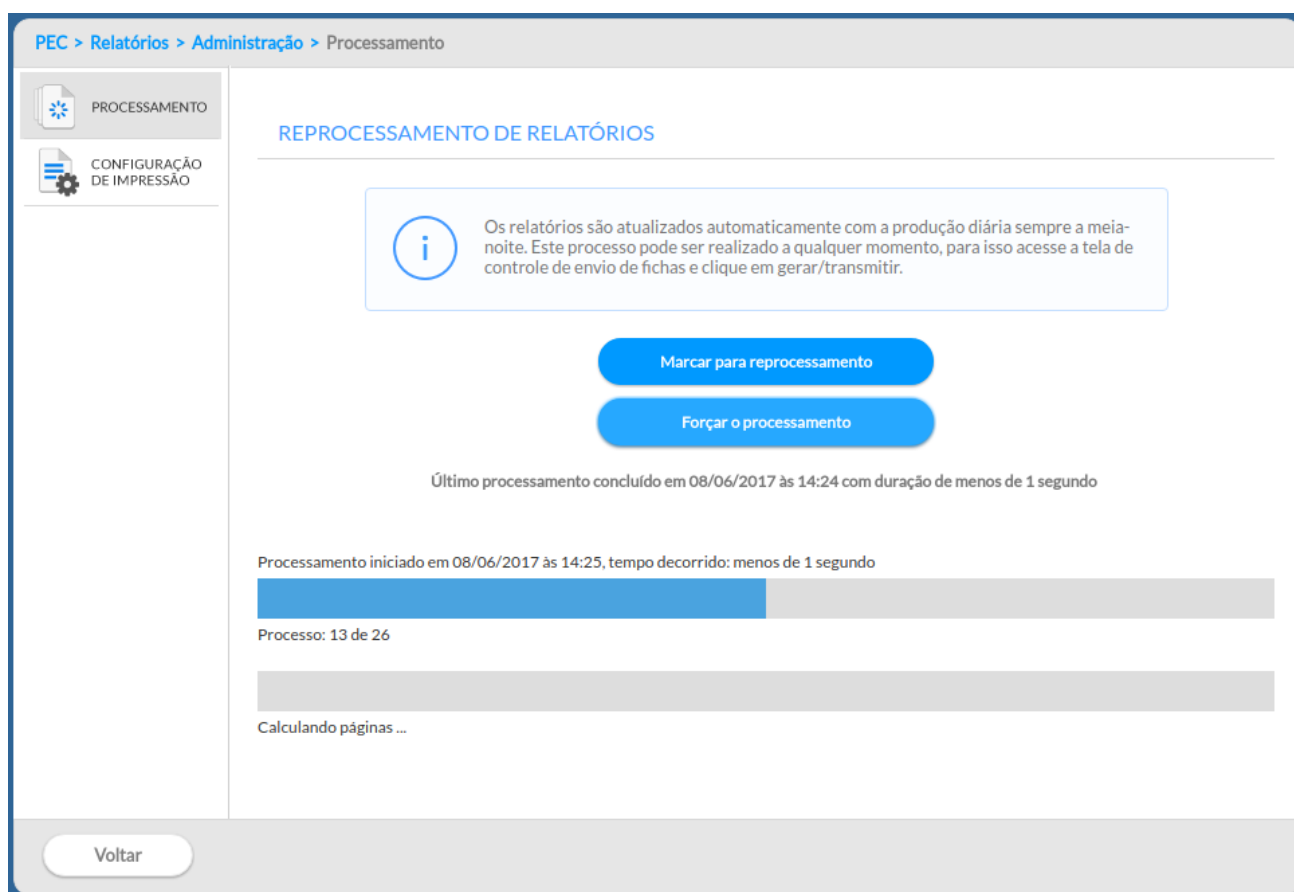 PEC > Relatórios > Administração > Processamento
PROCESSAMENTO
CONFIGURAÇÃO
DE IMPRESSÃO
REPROCESSAMENTO DE RELATÓRIOS
i
Os relatórios são atualizados automaticamente com a produção diária sempre a meia-
noite. Este processo pode ser realizado a qualquer momento, para isso acesse a tela de
controle de envio de fichas e clique em gerar/transmitir.
Marcar para reprocessamento
Forçar o processamento
Último processamento concluído em 08/06/2017 às 14:24 com duração de menos de 1 segundo
Processamento iniciado em 08/06/2017 às 14:25, tempo decorrido: menos de 1 segundo
Processo: 13 de 26
Calculando páginas ...
Voltar